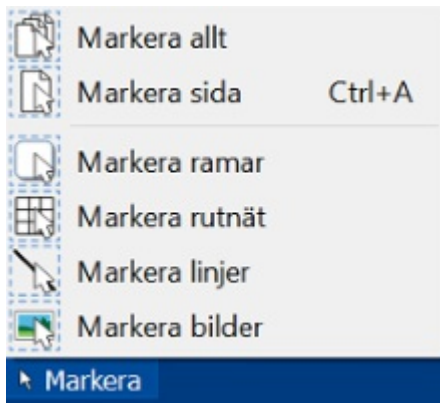 Markera allt
Markera sida Ctrl+A
Markera ramar
Markera rutnät
Markera linjer
Markera bilder
Markera